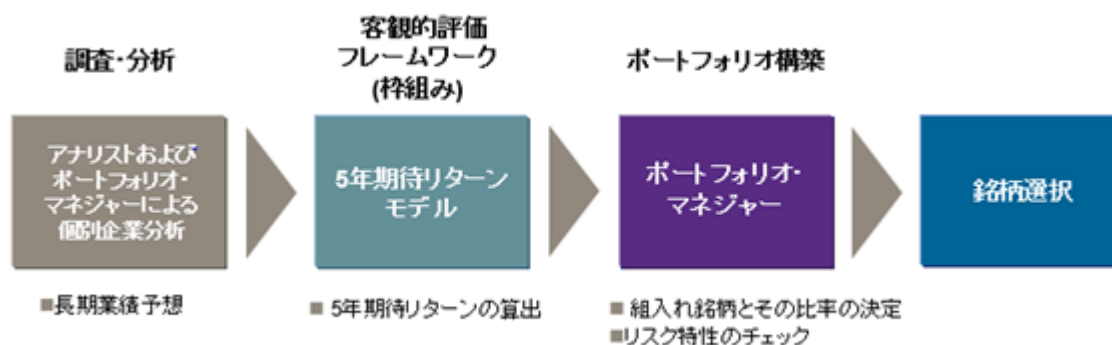 調査・分析
客観的評価
フレームワーク
(枠組み)
ポートフォリオ構築
アナリストおよび
ポートフォリオ・
マネジャーによる
個別企業分析
5年期待リターン
モデル
ポートフォリオ・
マネジャー
銘柄選択
■長期業績予想
■ 5年期待リターンの算出
■ 組入れ銘柄とその比率の決定
■リスク特性のチェック